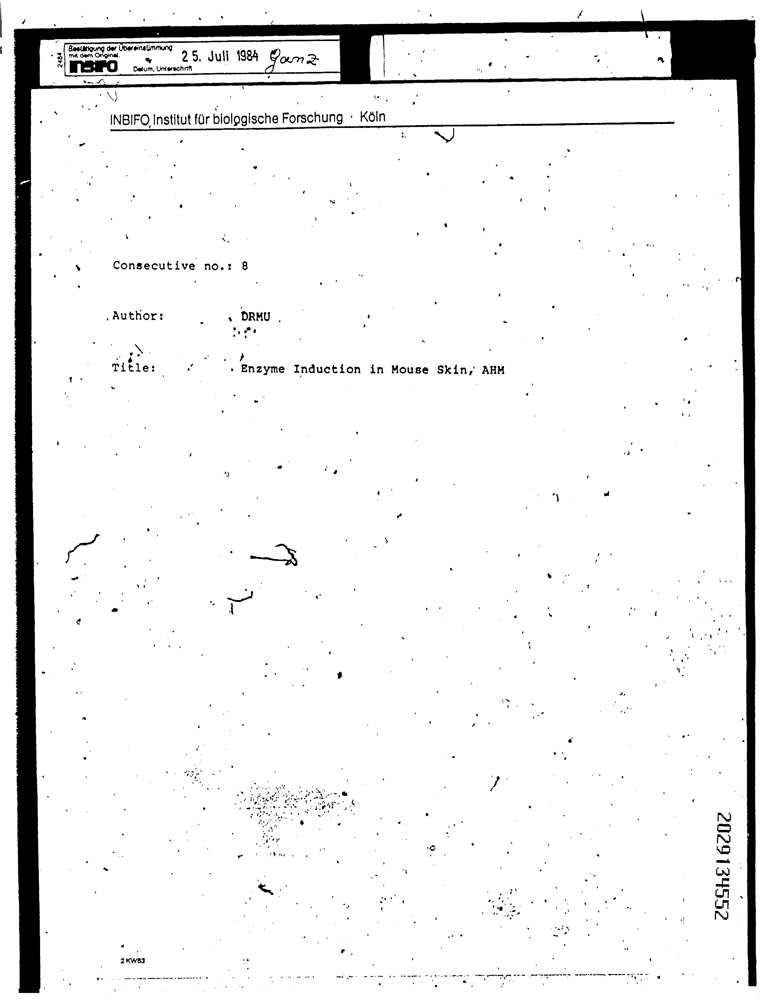 Bestätigung der Übereinstimmung
mit dem Original.
2484
INBIFO
25. Juli 1984 Ganz
Datum, Unterschrift
INBIFO Institut für biologische Forschung · Köln
Consecutive no.: 8
Author: DRMU
Title: Enzyme Induction in Mouse Skin, AHM
2029134552
2 KW83